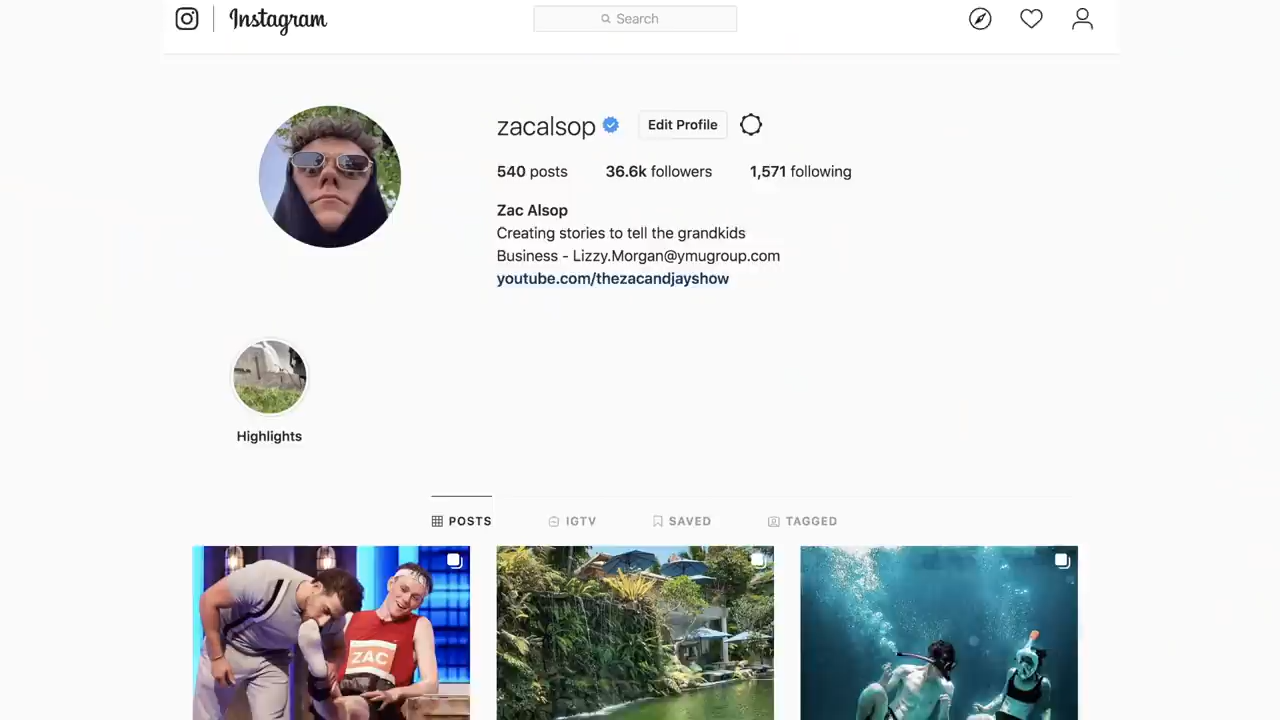 Instagram
Search
zacalsop
Edit Profile
540 posts
36.6k followers
1,571 following
Zac Alsop
Creating stories to tell the grandkids
Business - Lizzy.Morgan@ymugroup.com
youtube.com/thezacandjayshow
Highlights
POSTS
IGTV
SAVED
TAGGED
ZAC